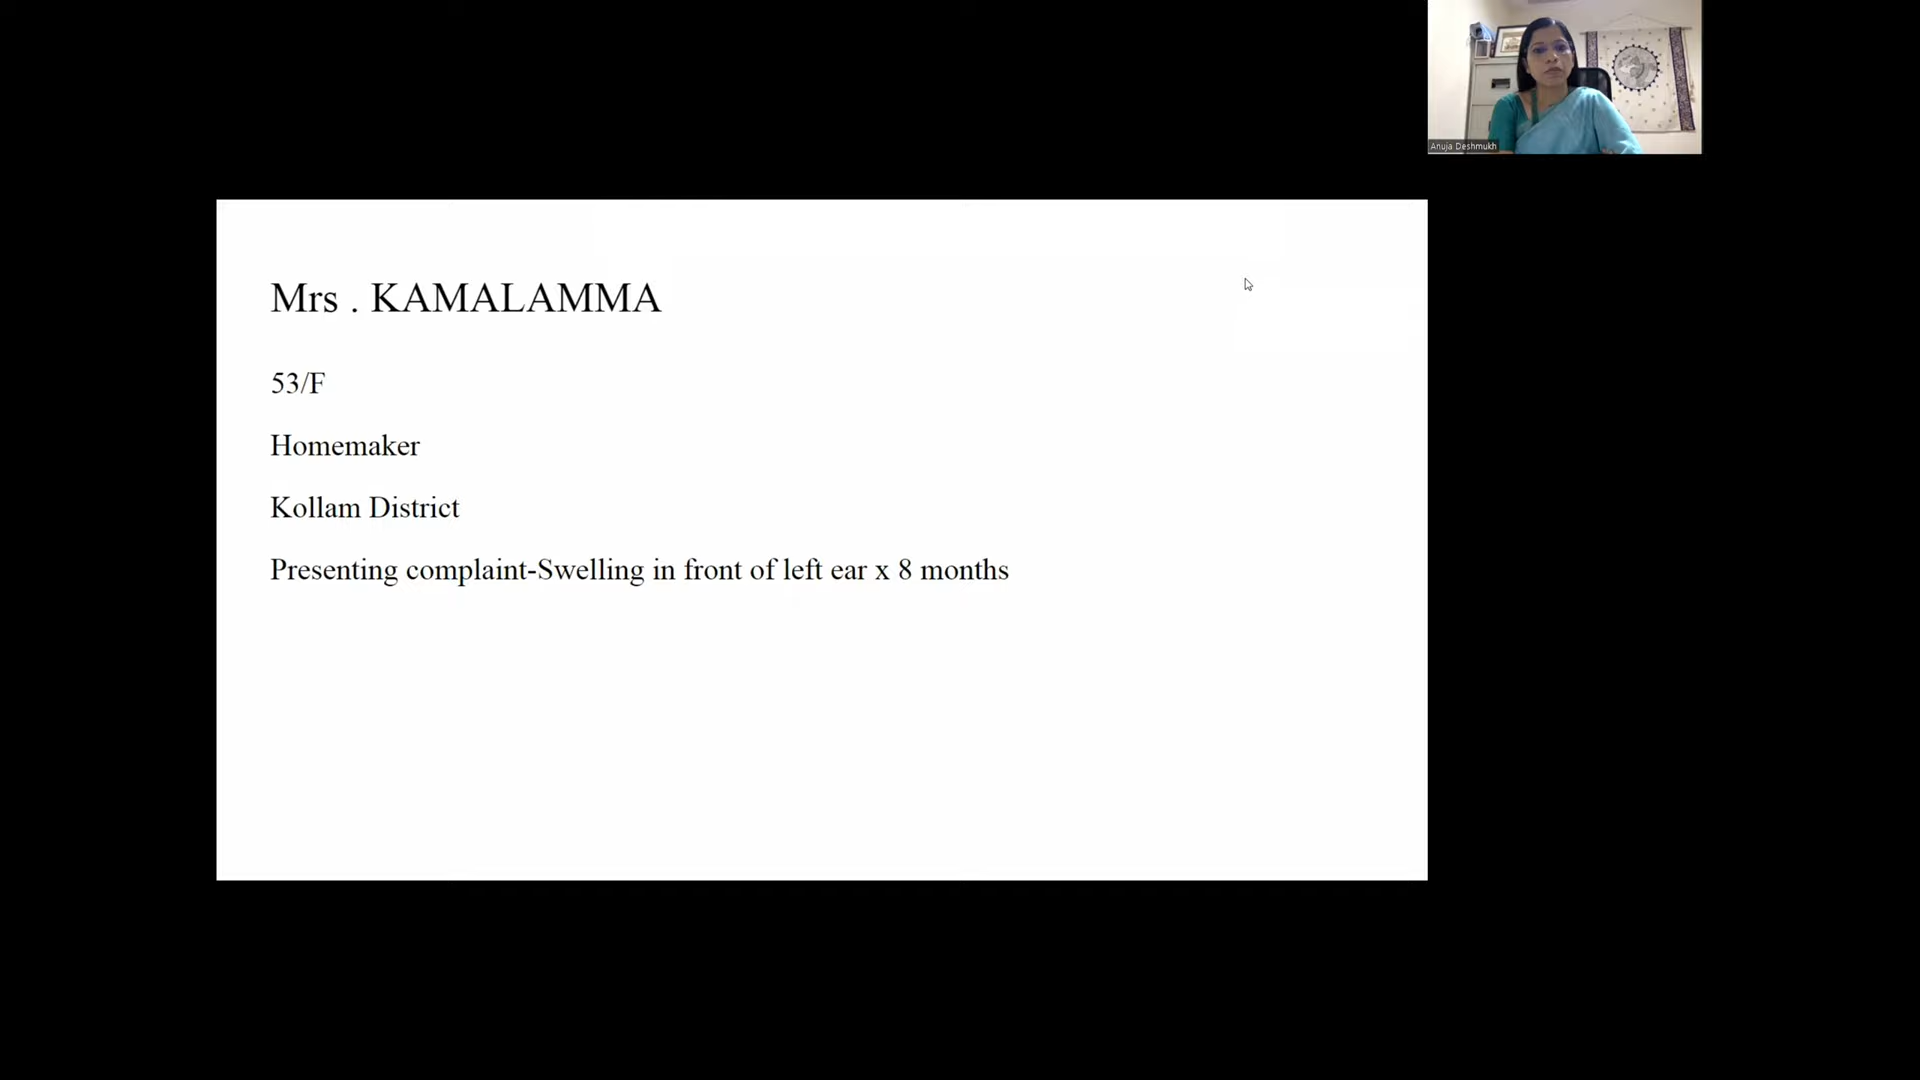 Anuja Deshmukh
Mrs . KAMALAMMA
53/F
Homemaker
Kollam District
Presenting complaint-Swelling in front of left ear x 8 months